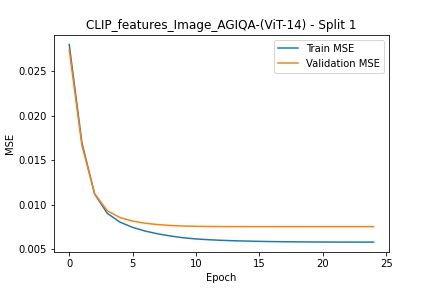 CLIP_features_Image_AGIQA-(ViT-14) - Split 1
Train MSE
Validation MSE
MSE
0.025
0.020
0.015
0.010
0.005
0 5 10 15 20 25
Epoch